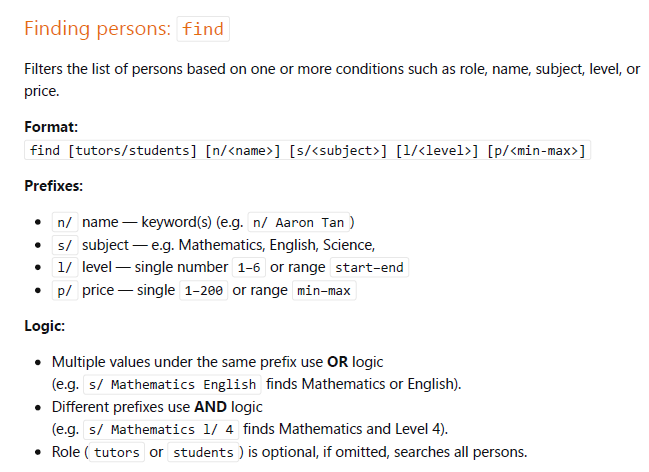 Finding persons: find
Filters the list of persons based on one or more conditions such as role, name, subject, level, or
price.
Format:
find [tutors/students] [n/<name>] [s/<subject>] [l/<level>] [p/<min-max>]
Prefixes:
• n/ name — keyword(s) (e.g. n/ Aaron Tan )
• s/ subject — e.g. Mathematics, English, Science,
• l/ level — single number 1–6 or range start–end
• p/ price — single 1–200 or range min–max
Logic:
• Multiple values under the same prefix use OR logic
(e.g. s/ Mathematics English finds Mathematics or English).
• Different prefixes use AND logic
(e.g. s/ Mathematics l/ 4 finds Mathematics and Level 4).
• Role ( tutors or students ) is optional, if omitted, searches all persons.